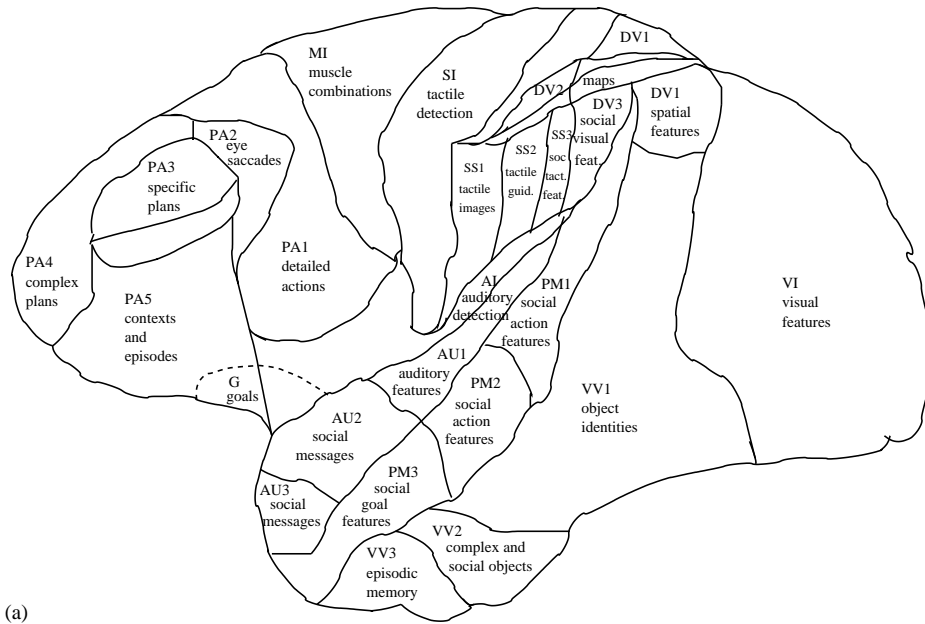 DV1
MI
muscle
combinations
SI
tactile
detection
DV2
maps
DV3
social
visual
feat.
DV1
spatial
features
PA2
eye
saccades
PA3
specific
plans
SS1
tactile
images
SS2
tactile
guid.
SS3
soc
tact.
feat.
PA1
detailed
actions
PA4
complex
plans
PA5
contexts
and
episodes
AI
auditory
detection
PM1
social
action
features
VI
visual
features
AU1
auditory
features
G
goals
PM2
social
action
features
VV1
object
identities
AU2
social
messages
PM3
social
goal
features
AU3
social
messages
VV2
complex and
social objects
VV3
episodic
memory
(a)